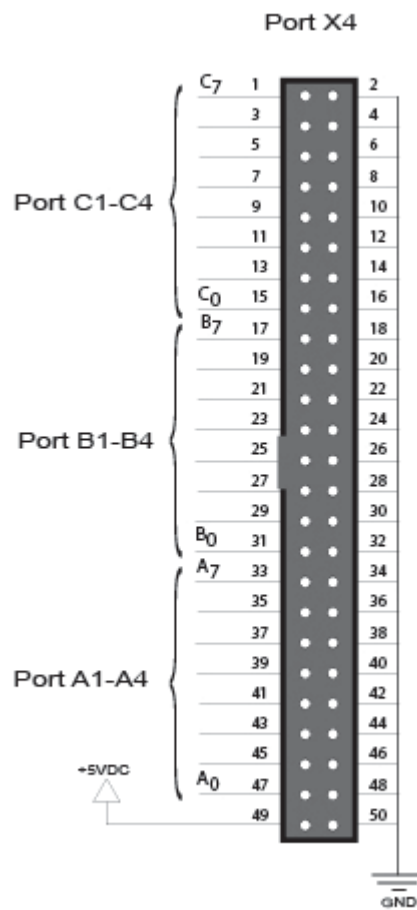 Port X4
C7 1 2
3 4
5 6
7 8
Port C1-C4
9 10
11 12
13 14
C0 15 16
B7 17 18
19 20
21 22
23 24
Port B1-B4
25 26
27 28
29 30
B0 31 32
A7 33 34
35 36
37 38
39 40
Port A1-A4
41 42
43 44
45 46
+5VDC
A0 47 48
49 50
GND